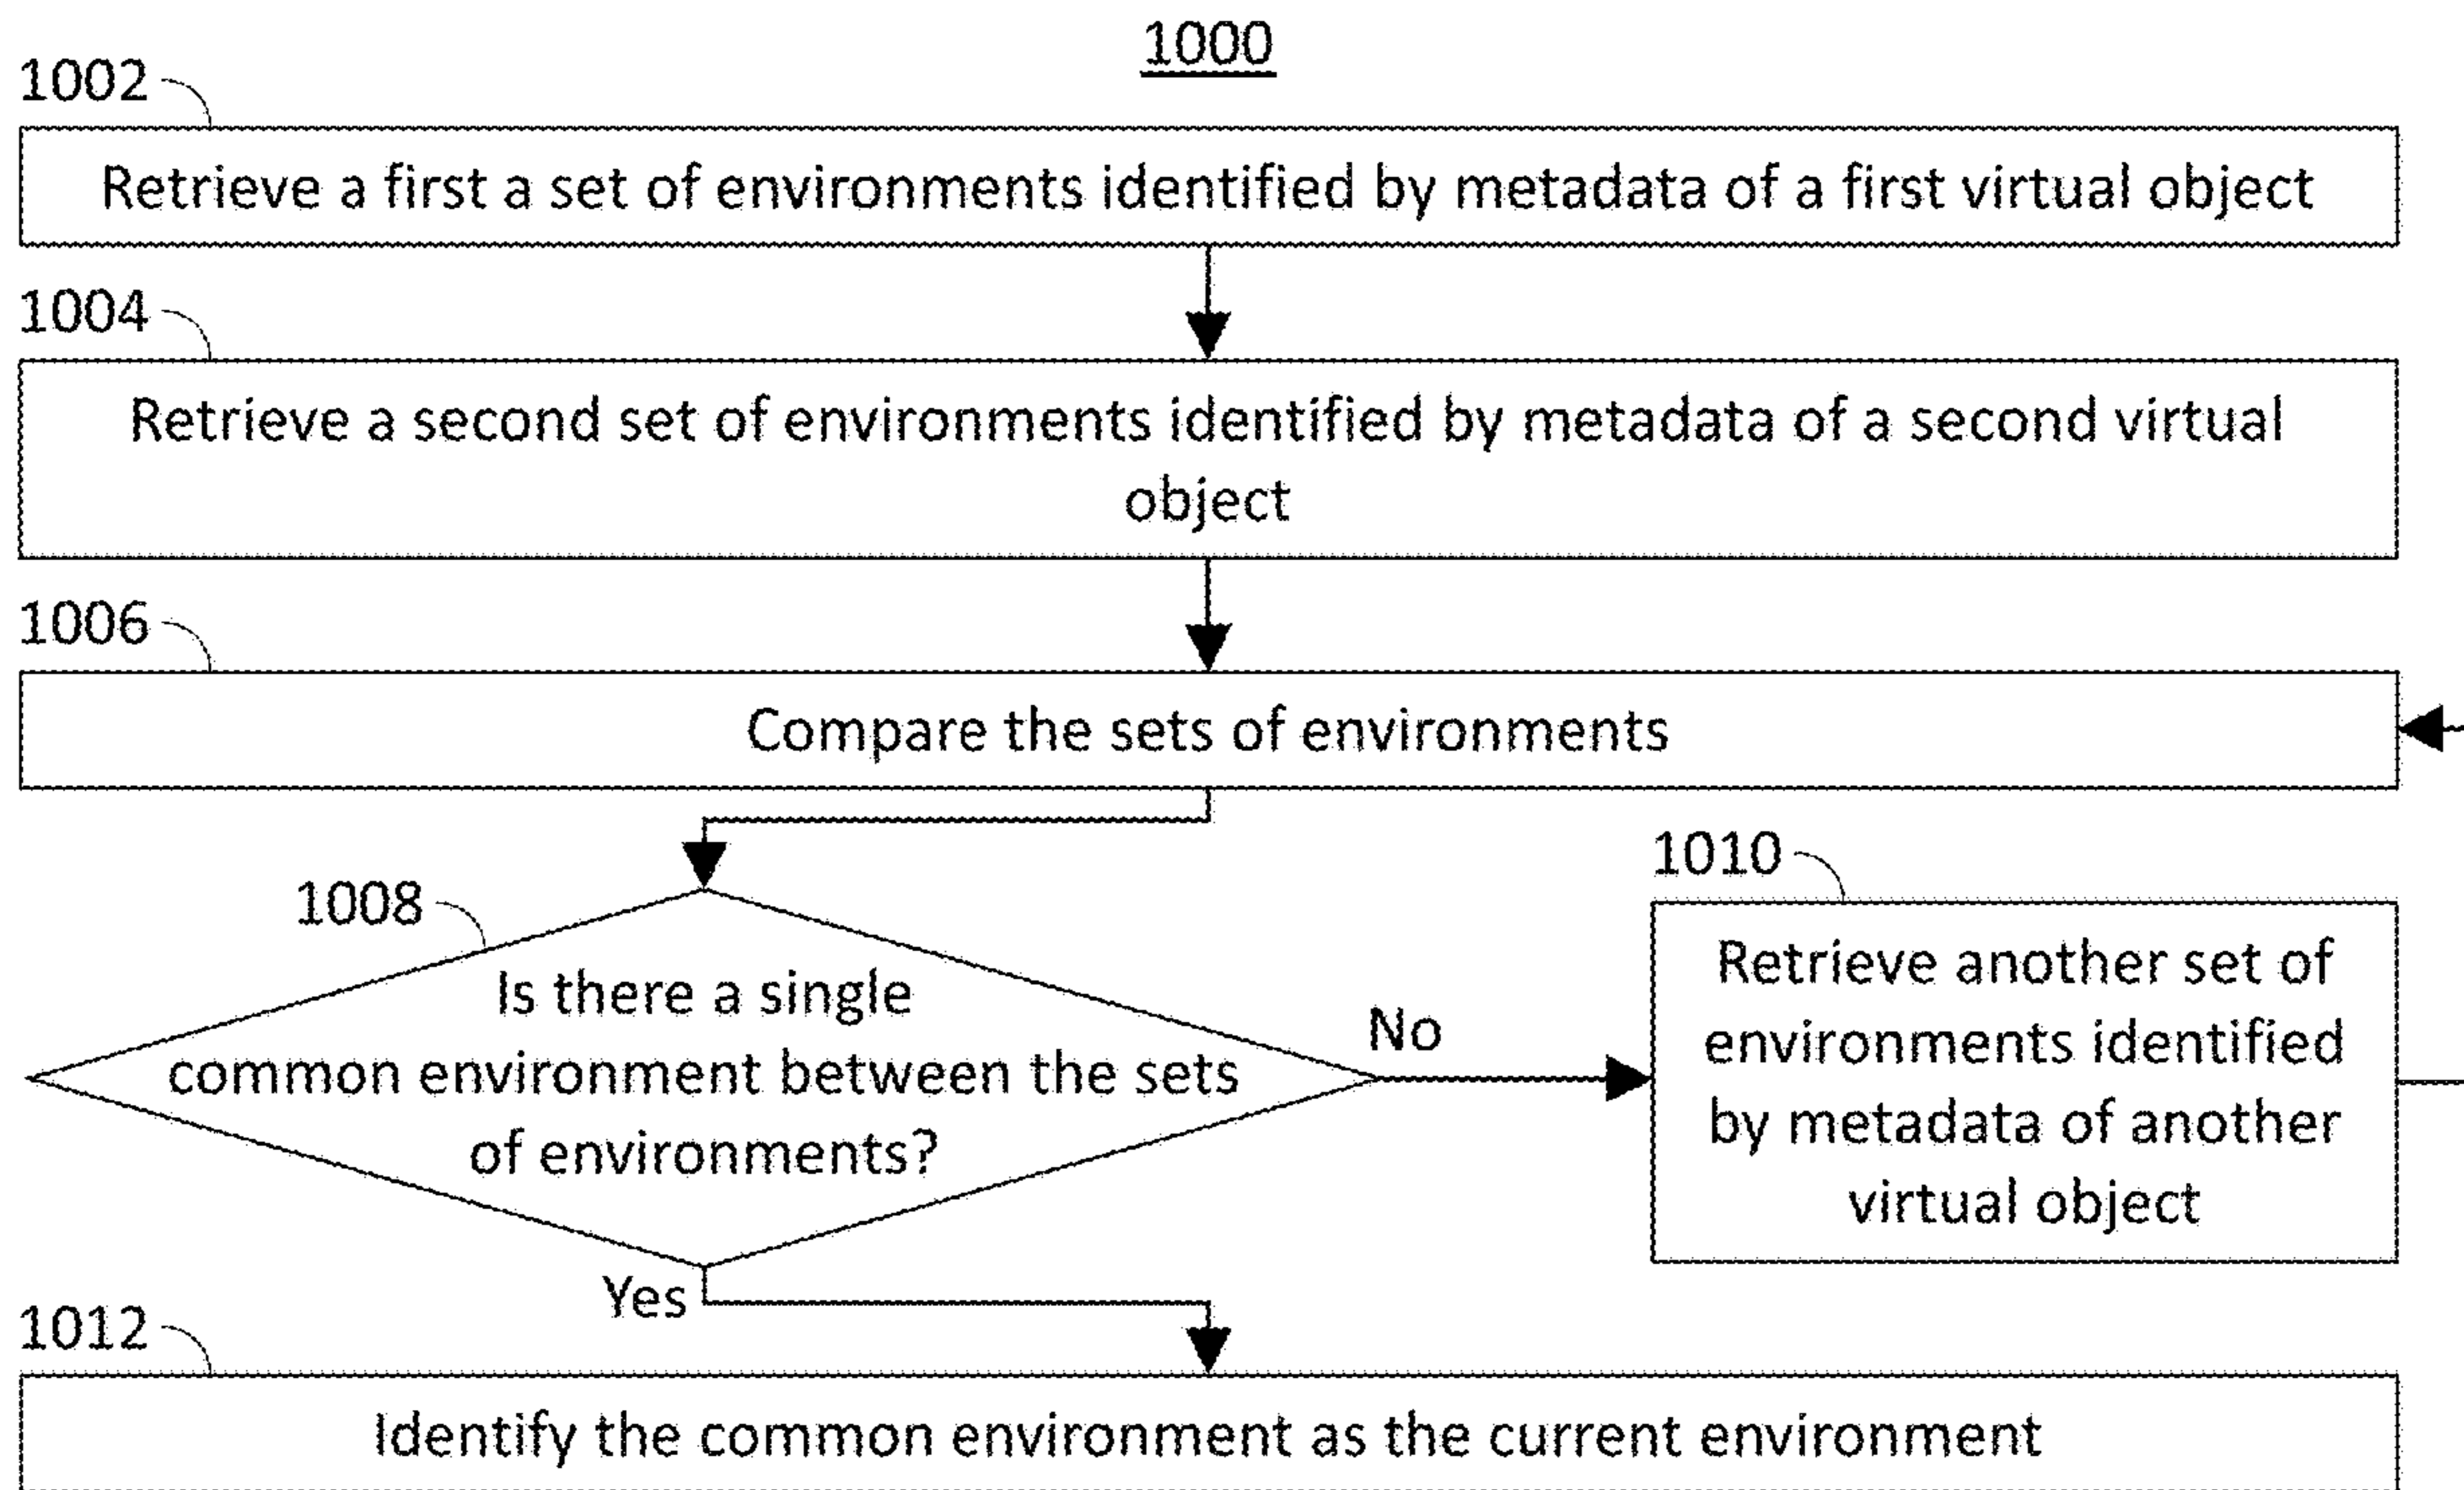 1000
1002
Retrieve a first a set of environments identified by metadata of a first virtual object
1004
Retrieve a second set of environments identified by metadata of a second virtual
object
1006
Compare the sets of environments
1008
Is there a single
common environment between the sets
of environments?
No
1010
Retrieve another set of
environments identified
by metadata of another
virtual object
Yes
1012
Identify the common environment as the current environment